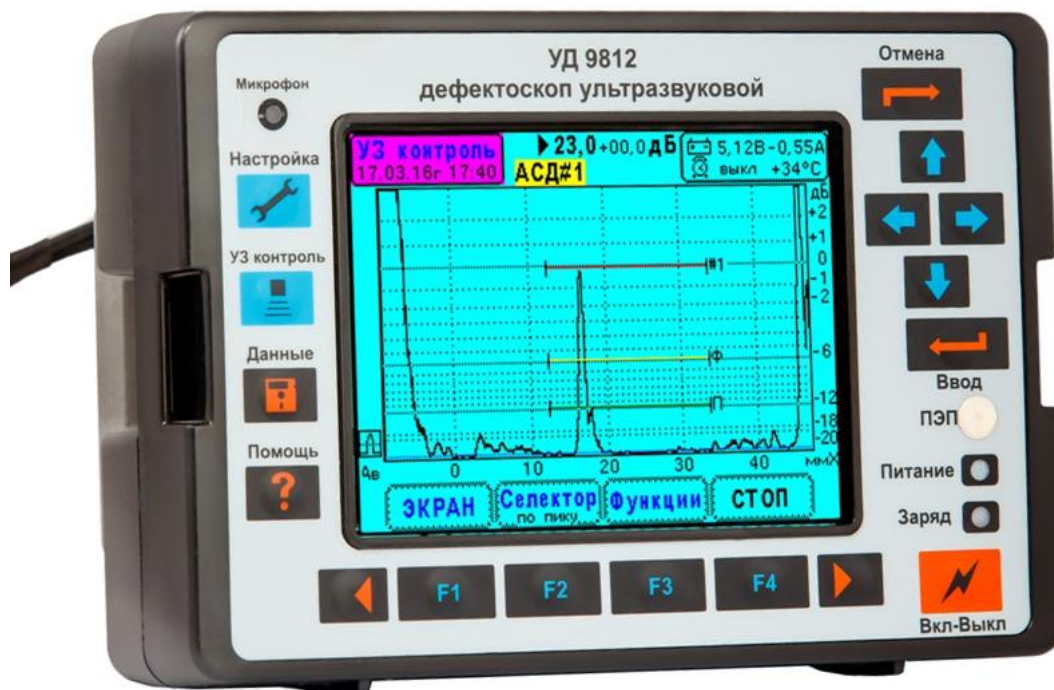 УД 9812
дефектоскоп ультразвуковой
Микрофон
Настройка
УЗ контроль
Данные
Помощь
?
УЗ контроль
17.03.16г 17:40
23,0+00,0дБ
АСД#1
5,12В-0,55А
выкл +34°C
дБ
+2
+1
0
-1
-2
-6
-12
-18
-20
#1
Ф
П
Дв 0 10 20 30 40 ммХ
ЭКРАН
Селектор
по пику
Функции
СТОП
F1
F2
F3
F4
Отмена
Ввод
ПЭП
Питание
Заряд
Вкл-Выкл